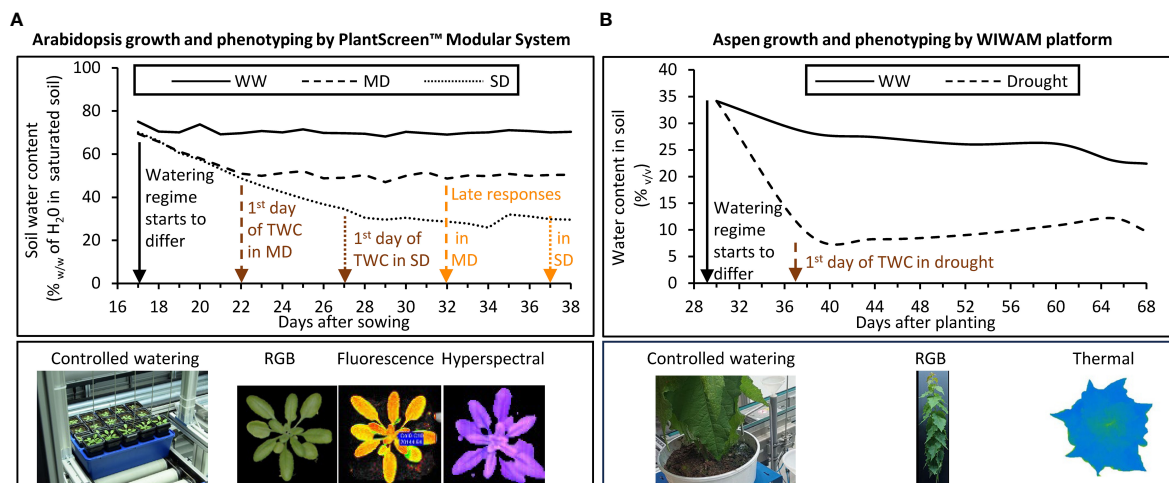 A
Arabidopsis growth and phenotyping by PlantScreen™ Modular System
Soil water content
(% w/w of H20 in saturated soil)
100
80
60
40
20
0
WW
MD
SD
Watering
regime
starts to
differ
1st day
of TWC
in MD
1st day of
TWC in SD
Late responses
in
MD
in
SD
16
18
20
22
24
26
28
30
32
34
36
38
Days after sowing
Controlled watering
RGB
Fluorescence
Hyperspectral
B
Aspen growth and phenotyping by WIWAM platform
Water content in soil
(% v/v)
40
35
30
25
20
15
10
5
0
WW
Drought
Watering
regime
starts to
differ
1st day of TWC in drought
28
32
36
40
44
48
52
56
60
64
68
Days after planting
Controlled watering
RGB
Thermal